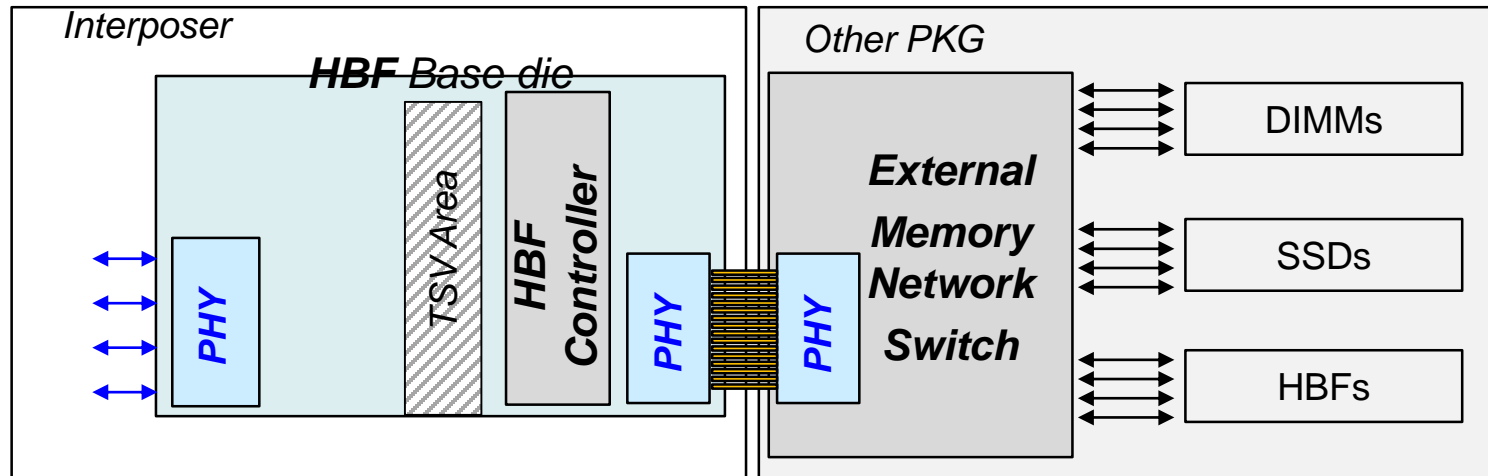 Interposer
HBF Base die
PHY
TSV Area
HBF
Controller
PHY
Other PKG
PHY
External
Memory
Network
Switch
DIMMs
SSDs
HBFs